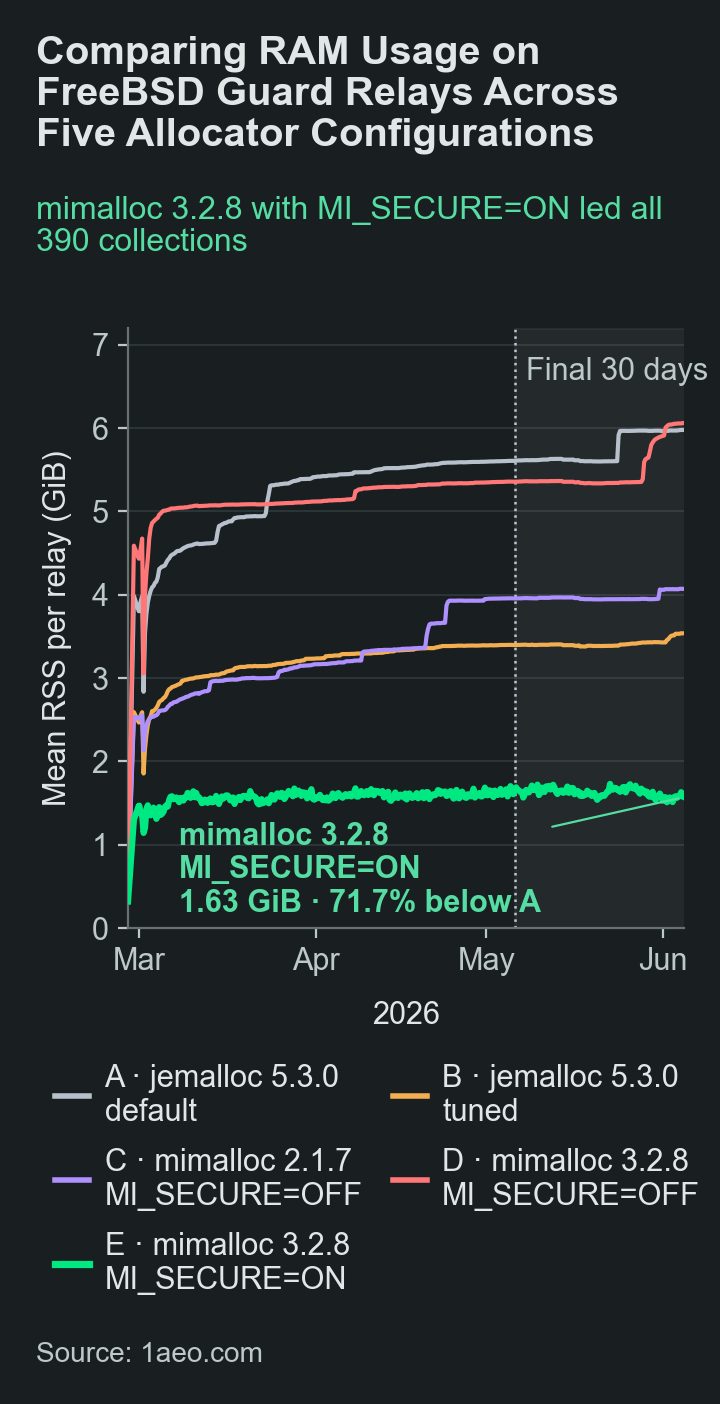 Comparing RAM Usage on
FreeBSD Guard Relays Across
Five Allocator Configurations
mimalloc 3.2.8 with MI_SECURE=ON led all
390 collections
7
6
5
4
3
2
1
0
Mean RSS per relay (GiB)
Final 30 days
mimalloc 3.2.8
MI_SECURE=ON
1.63 GiB · 71.7% below A
Mar Apr May Jun
2026
A · jemalloc 5.3.0
default
B · jemalloc 5.3.0
tuned
C · mimalloc 2.1.7
MI_SECURE=OFF
D · mimalloc 3.2.8
MI_SECURE=OFF
E · mimalloc 3.2.8
MI_SECURE=ON
Source: 1aeo.com